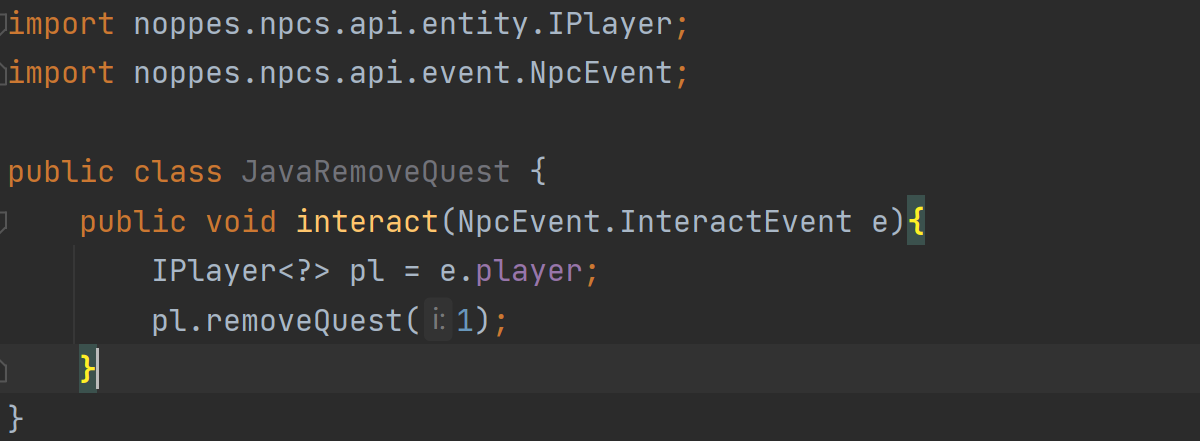 import noppes.npcs.api.entity.IPlayer;
import noppes.npcs.api.event.NpcEvent;
public class JavaRemoveQuest {
public void interact(NpcEvent.InteractEvent e){
IPlayer<?> pl = e.player;
pl.removeQuest( i: 1);
}
}